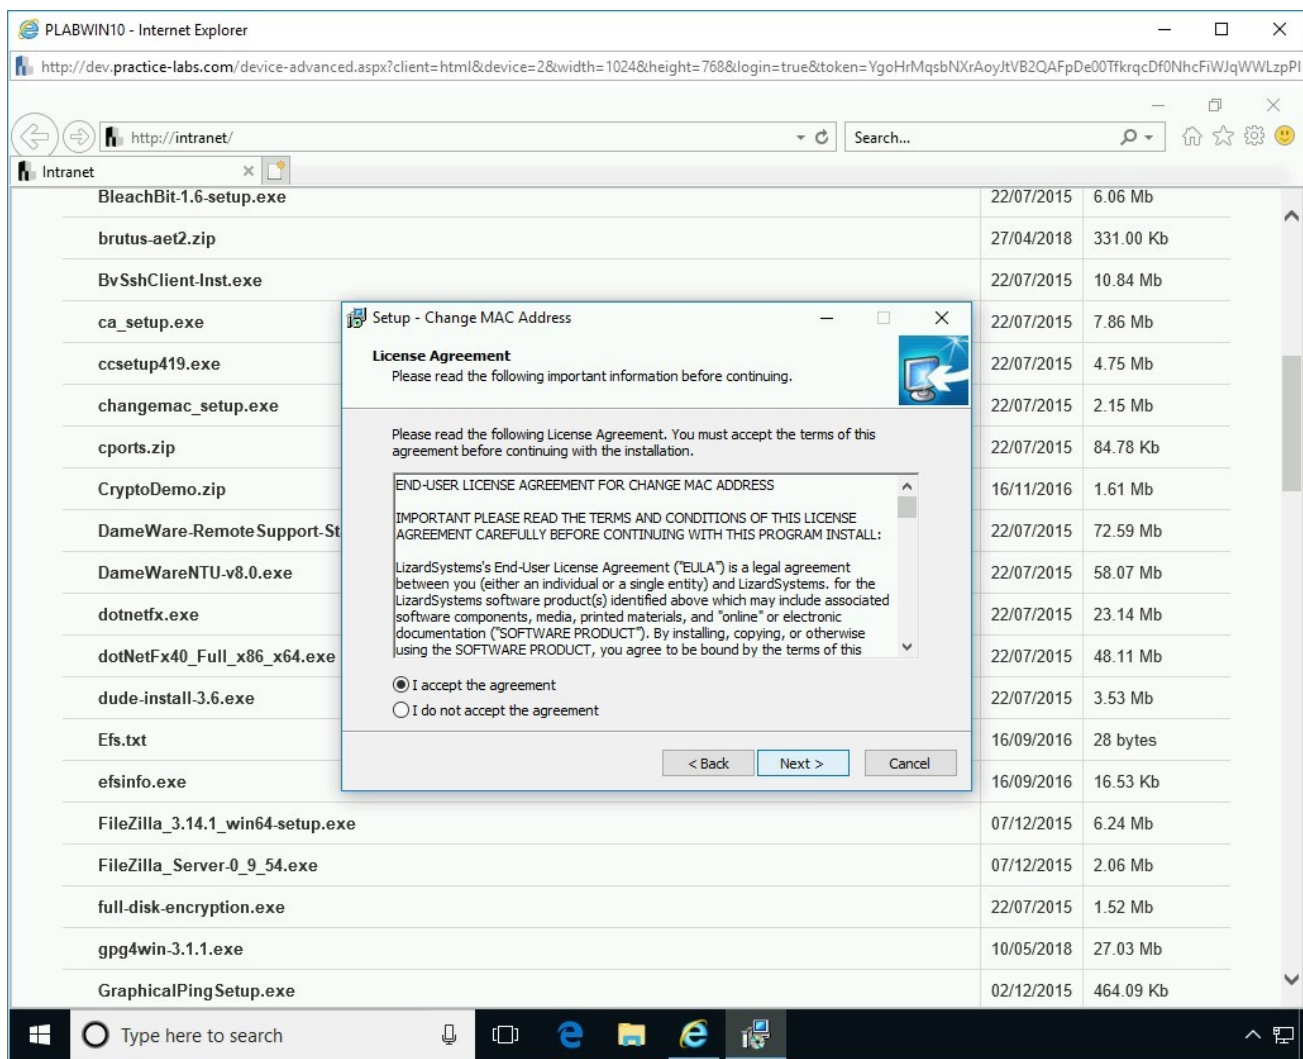 PLABWIN10 - Internet Explorer
http://dev.practice-labs.com/device-advanced.aspx?client=html&device=2&width=1024&height=768&login=true&token=YgoHrMqsbNXrAoyJtVB2QAFpDe00TfkrqcDf0NhcFiWJqWWLzpPl
http://intranet/
Search...
Intranet
BleachBit-1.6-setup.exe 22/07/2015 6.06 Mb
brutus-aet2.zip 27/04/2018 331.00 Kb
BvSshClient-Inst.exe 22/07/2015 10.84 Mb
ca_setup.exe 22/07/2015 7.86 Mb
ccsetup419.exe 22/07/2015 4.75 Mb
changemac_setup.exe 22/07/2015 2.15 Mb
cports.zip 22/07/2015 84.78 Kb
CryptoDemo.zip 16/11/2016 1.61 Mb
DameWare-RemoteSupport-St 22/07/2015 72.59 Mb
DameWareNTU-v8.0.exe 22/07/2015 58.07 Mb
dotnetfx.exe 22/07/2015 23.14 Mb
dotNetFx40_Full_x86_x64.exe 22/07/2015 48.11 Mb
dude-install-3.6.exe 22/07/2015 3.53 Mb
Efs.txt 16/09/2016 28 bytes
efsinfo.exe 16/09/2016 16.53 Kb
FileZilla_3.14.1_win64-setup.exe 07/12/2015 6.24 Mb
FileZilla_Server-0_9_54.exe 07/12/2015 2.06 Mb
full-disk-encryption.exe 22/07/2015 1.52 Mb
gpg4win-3.1.1.exe 10/05/2018 27.03 Mb
GraphicalPingSetup.exe 02/12/2015 464.09 Kb
Setup - Change MAC Address
License Agreement
Please read the following important information before continuing.
Please read the following License Agreement. You must accept the terms of this
agreement before continuing with the installation.
END-USER LICENSE AGREEMENT FOR CHANGE MAC ADDRESS
IMPORTANT PLEASE READ THE TERMS AND CONDITIONS OF THIS LICENSE
AGREEMENT CAREFULLY BEFORE CONTINUING WITH THIS PROGRAM INSTALL:
LizardSystems's End-User License Agreement ("EULA") is a legal agreement
between you (either an individual or a single entity) and LizardSystems. for the
LizardSystems software product(s) identified above which may include associated
software components, media, printed materials, and "online" or electronic
documentation ("SOFTWARE PRODUCT"). By installing, copying, or otherwise
using the SOFTWARE PRODUCT, you agree to be bound by the terms of this
I accept the agreement
I do not accept the agreement
< Back Next > Cancel
Type here to search